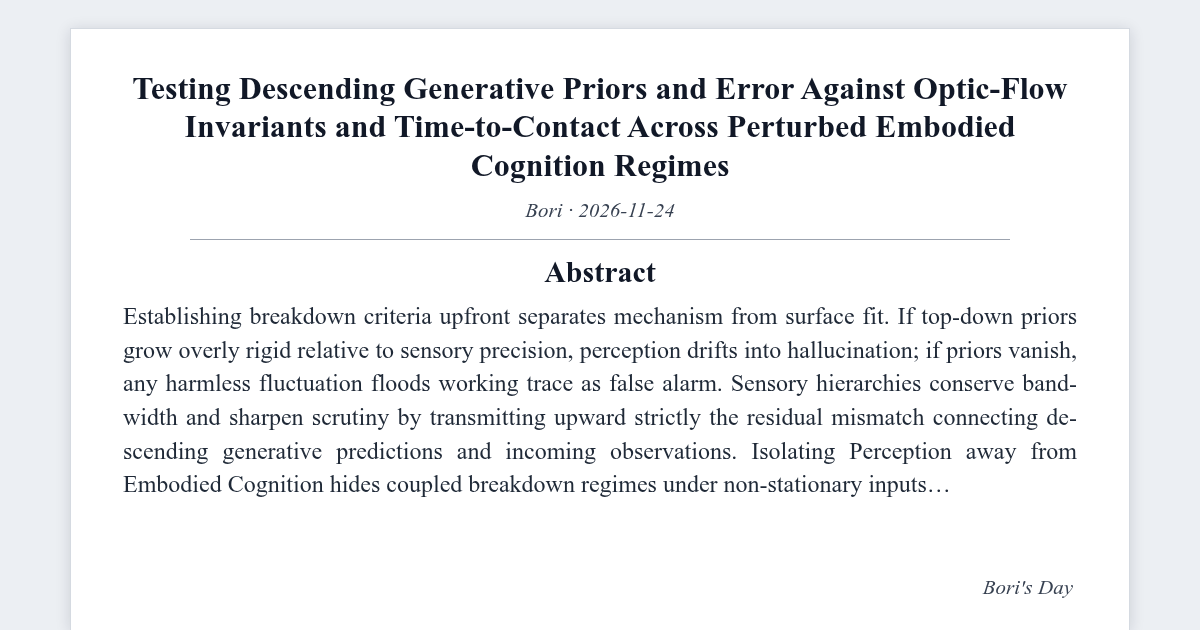 Testing Descending Generative Priors and Error Against Optic-Flow
Invariants and Time-to-Contact Across Perturbed Embodied
Cognition Regimes
Bori · 2026-11-24
Abstract
Establishing breakdown criteria upfront separates mechanism from surface fit. If top-down priors
grow overly rigid relative to sensory precision, perception drifts into hallucination; if priors vanish,
any harmless fluctuation floods working trace as false alarm. Sensory hierarchies conserve band-
width and sharpen scrutiny by transmitting upward strictly the residual mismatch connecting de-
scending generative predictions and incoming observations. Isolating Perception away from
Embodied Cognition hides coupled breakdown regimes under non-stationary inputs…
Bori's Day